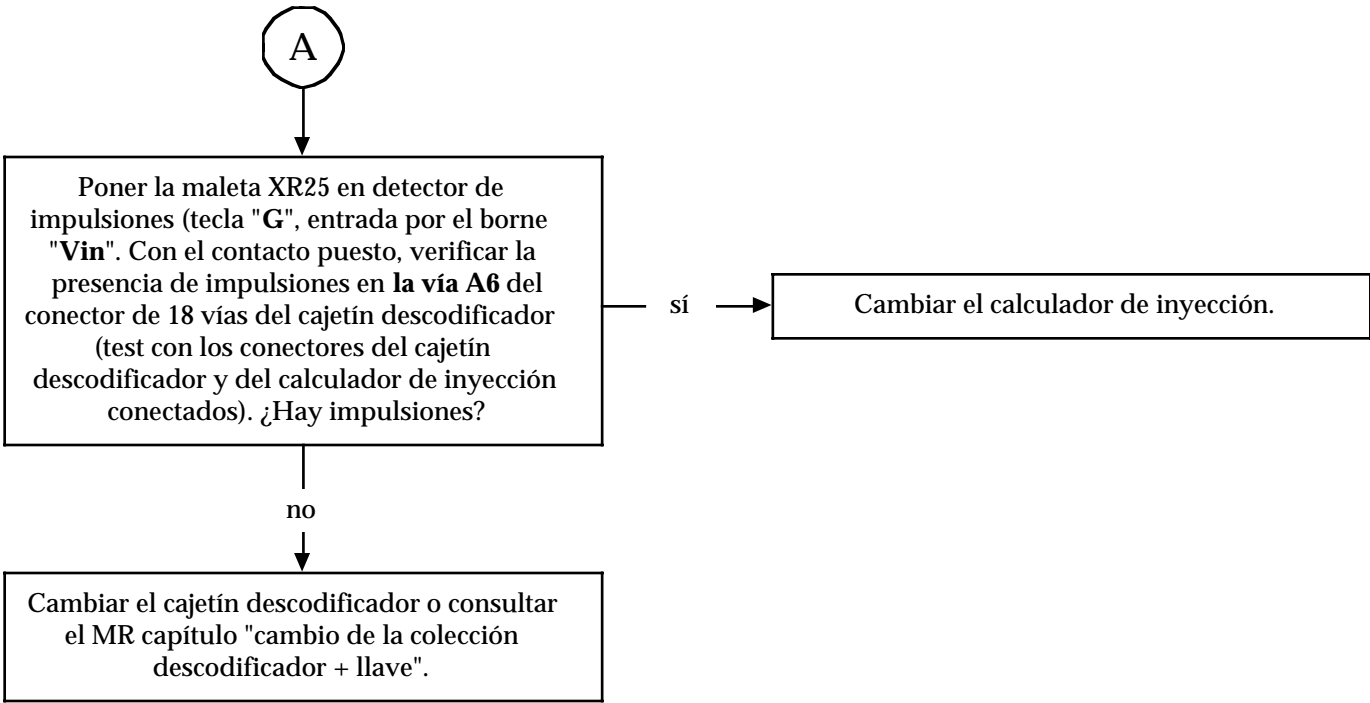 A
Poner la maleta XR25 en detector de
impulsiones (tecla "G", entrada por el borne
"Vin". Con el contacto puesto, verificar la
presencia de impulsiones en la vía A6 del
conector de 18 vías del cajetín descodificador
(test con los conectores del cajetín
descodificador y del calculador de inyección
conectados). ¿Hay impulsiones?
sí
Cambiar el calculador de inyección.
no
Cambiar el cajetín descodificador o consultar
el MR capítulo "cambio de la colección
descodificador + llave".